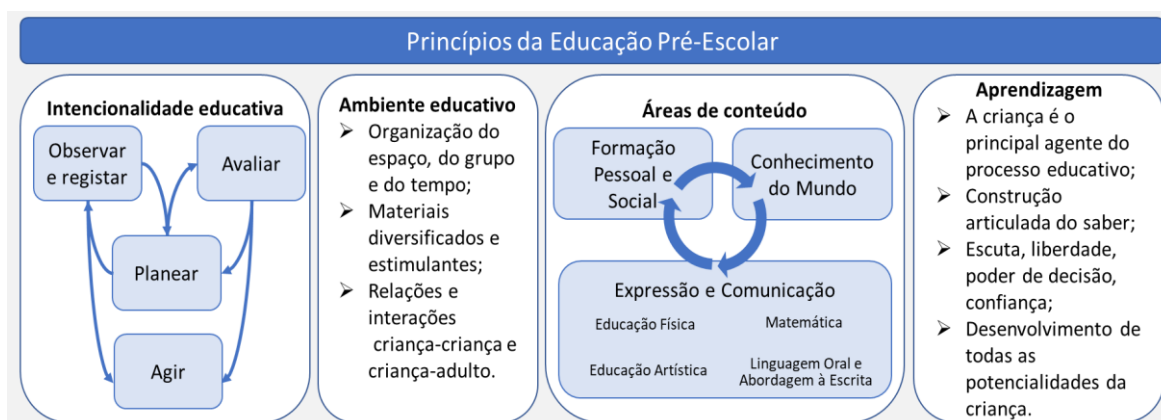 Princípios da Educação Pré-Escolar
Intencionalidade educativa
Observar
e registar
Avaliar
Planear
Agir
Ambiente educativo
➢ Organização do
espaço, do grupo
e do tempo;
➢ Materiais
diversificados e
estimulantes;
➢ Relações e
interações
criança-criança e
criança-adulto.
Áreas de conteúdo
Formação
Pessoal e
Social
Conhecimento
do Mundo
Expressão e Comunicação
Educação Física
Matemática
Educação Artística
Linguagem Oral e
Abordagem à Escrita
Aprendizagem
➢ A criança é o
principal agente do
processo educativo;
➢ Construção
articulada do saber;
➢ Escuta, liberdade,
poder de decisão,
confiança;
➢ Desenvolvimento de
todas as
potencialidades da
criança.